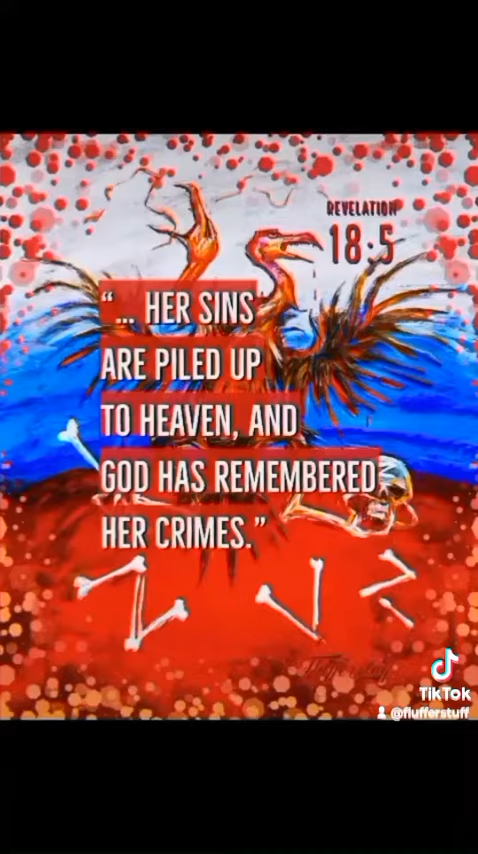 REVELATION
18:5
“... HER SINS
ARE PILED UP
TO HEAVEN, AND
GOD HAS REMEMBERED
HER CRIMES.”
TikTok
@flufferstuff